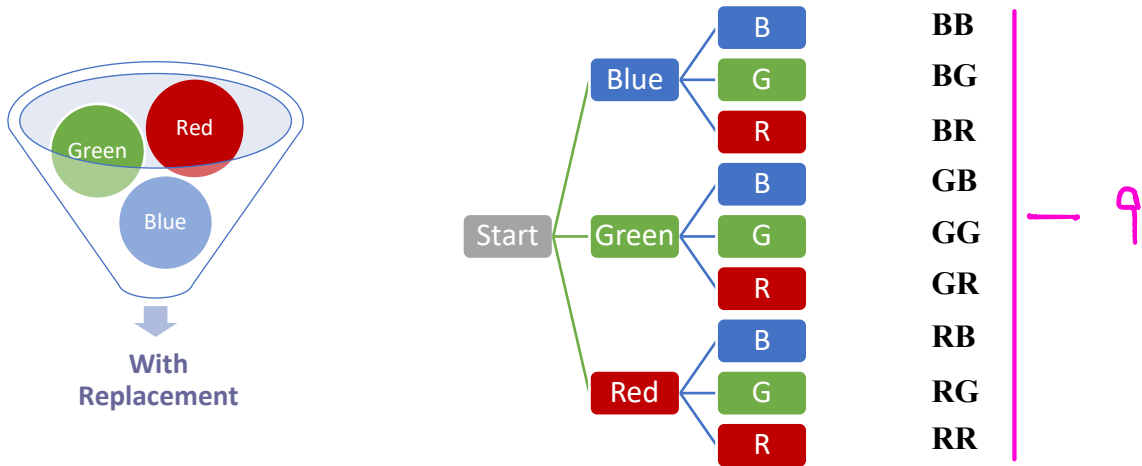 Red
Green
Blue
With
Replacement
Start
Blue
B
G
R
Green
B
G
R
Red
B
G
R
BB
BG
BR
GB
GG
GR
RB
RG
RR
9